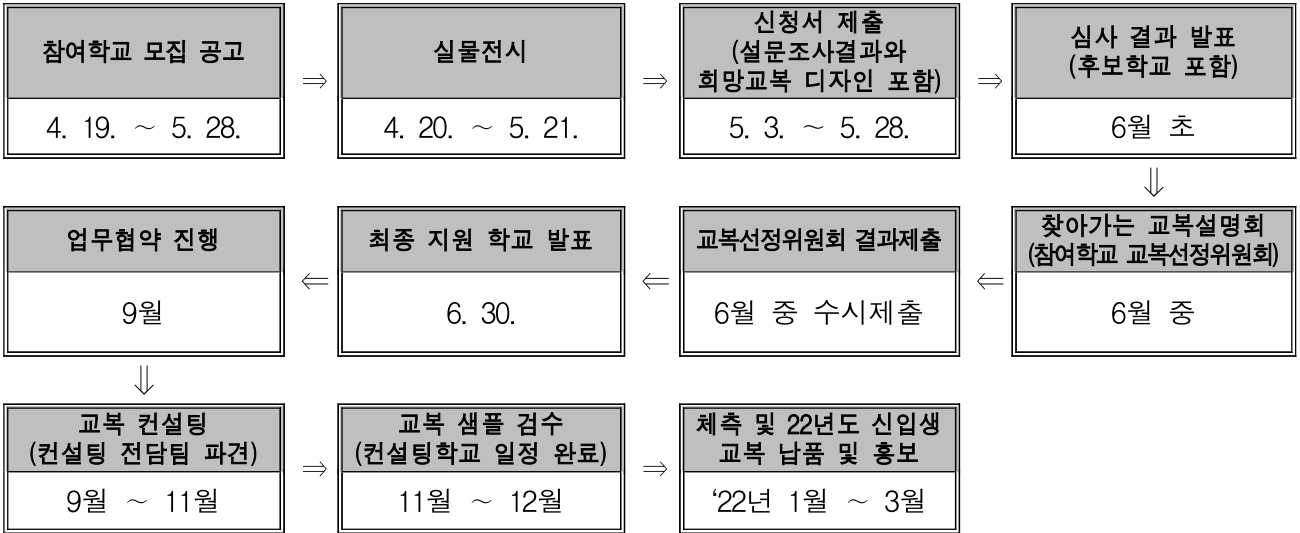 참여학교 모집 공고
4. 19. ~ 5. 28.
⇒
실물전시
4. 20. ~ 5. 21.
⇒
신청서 제출
(설문조사결과와
희망교복 디자인 포함)
5. 3. ~ 5. 28.
⇒
심사 결과 발표
(후보학교 포함)
6월 초
⇓
찾아가는 교복설명회
(참여학교 교복선정위원회)
6월 중
⇐
교복선정위원회 결과제출
6월 중 수시제출
⇐
최종 지원 학교 발표
6. 30.
⇐
업무협약 진행
9월
⇓
교복 컨설팅
(컨설팅 전담팀 파견)
9월 ~ 11월
⇒
교복 샘플 검수
(컨설팅학교 일정 완료)
11월 ~ 12월
⇒
체측 및 22년도 신입생
교복 납품 및 홍보
‘22년 1월 ~ 3월